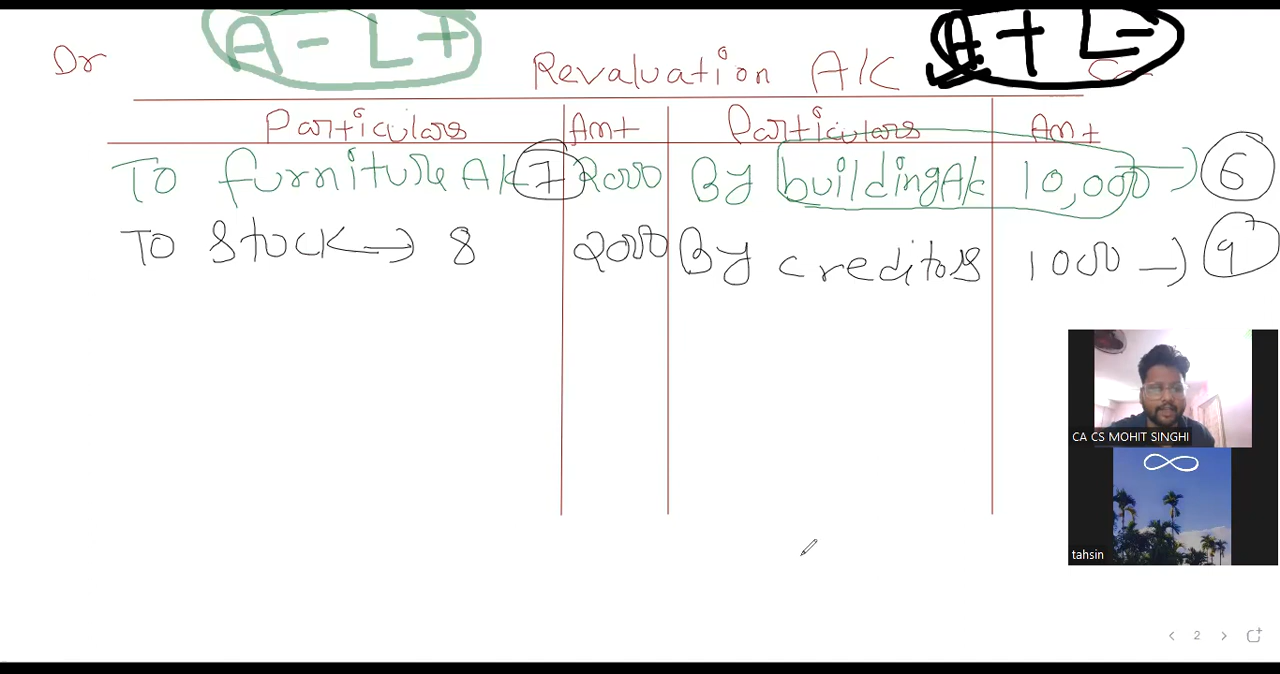 A - L+
A + L-
Dr Revaluation A/C Cr
Particulars Amt Particulars Amt
To furniture A/C 7 2000 By building A/c 10,000 → 6
To Stock → 8 2000 By creditors 1000 → 9
CA CS MOHIT SINGHI
tahsin
2